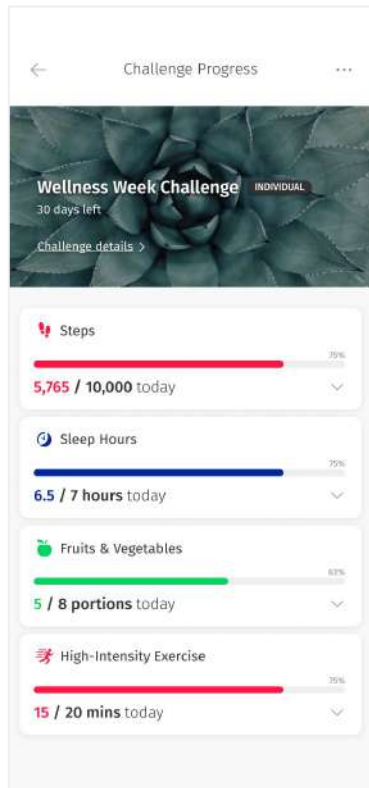 Challenge Progress
Wellness Week Challenge INDIVIDUAL
30 days left
Challenge details >
Steps
75%
5,765 / 10,000 today
Sleep Hours
75%
6.5 / 7 hours today
Fruits & Vegetables
63%
5 / 8 portions today
High-Intensity Exercise
75%
15 / 20 mins today